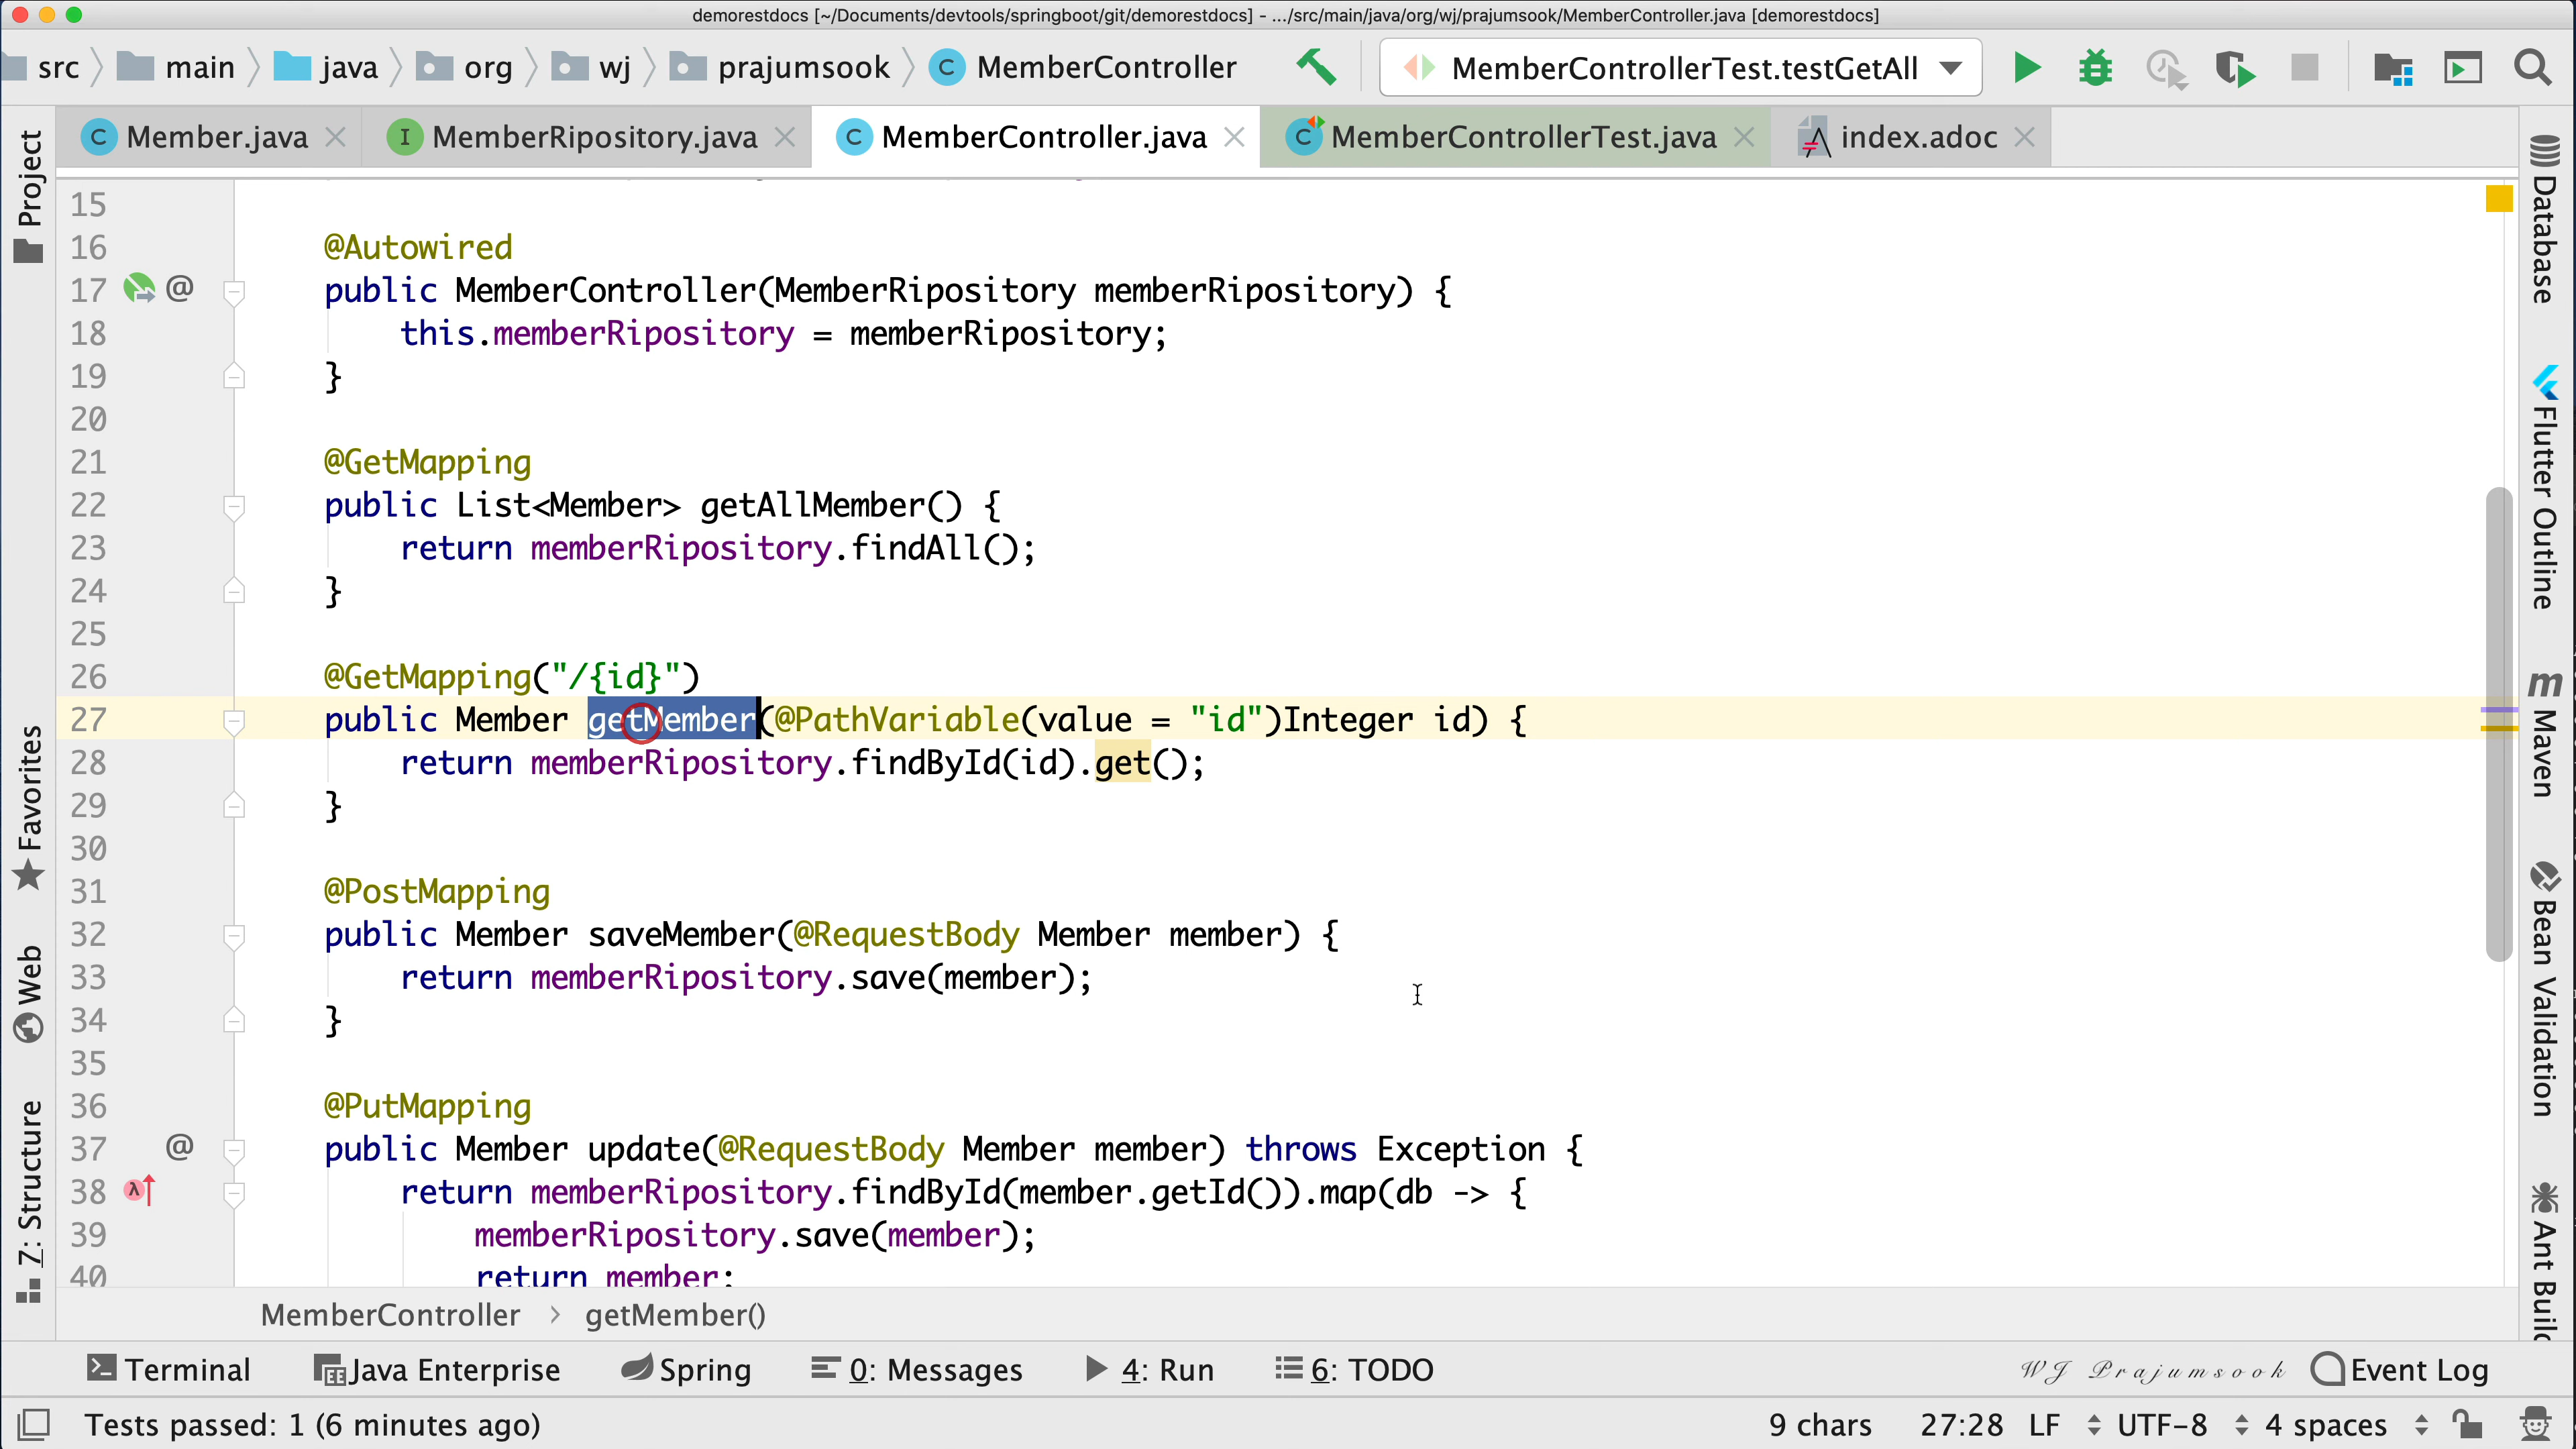 demorestdocs [~/Documents/devtools/springboot/git/demorestdocs] - .../src/main/java/org/wj/prajumsook/MemberController.java [demorestdocs]
src main java org wj prajumsook MemberController MemberControllerTest.testGetAll
Member.java MemberRipository.java MemberController.java MemberControllerTest.java index.adoc
Project
Favorites
Web
Z: Structure
15
16 @Autowired
17 @ public MemberController(MemberRipository memberRipository) {
18 this.memberRipository = memberRipository;
19 }
20
21 @GetMapping
22 public List<Member> getAllMember() {
23 return memberRipository.findAll();
24 }
25
26 @GetMapping("/{id}")
27 public Member getMember(@PathVariable(value = "id")Integer id) {
28 return memberRipository.findById(id).get();
29 }
30
31 @PostMapping
32 public Member saveMember(@RequestBody Member member) {
33 return memberRipository.save(member);
34 }
35
36 @PutMapping
37 @ public Member update(@RequestBody Member member) throws Exception {
38 return memberRipository.findById(member.getId()).map(db -> {
39 memberRipository.save(member);
40 return member;
Database
Flutter Outline
Maven
Bean Validation
Ant Build
MemberController > getMember()
Terminal Java Enterprise Spring 0: Messages 4: Run 6: TODO WJ Prajumsook Event Log
Tests passed: 1 (6 minutes ago) 9 chars 27:28 LF UTF-8 4 spaces